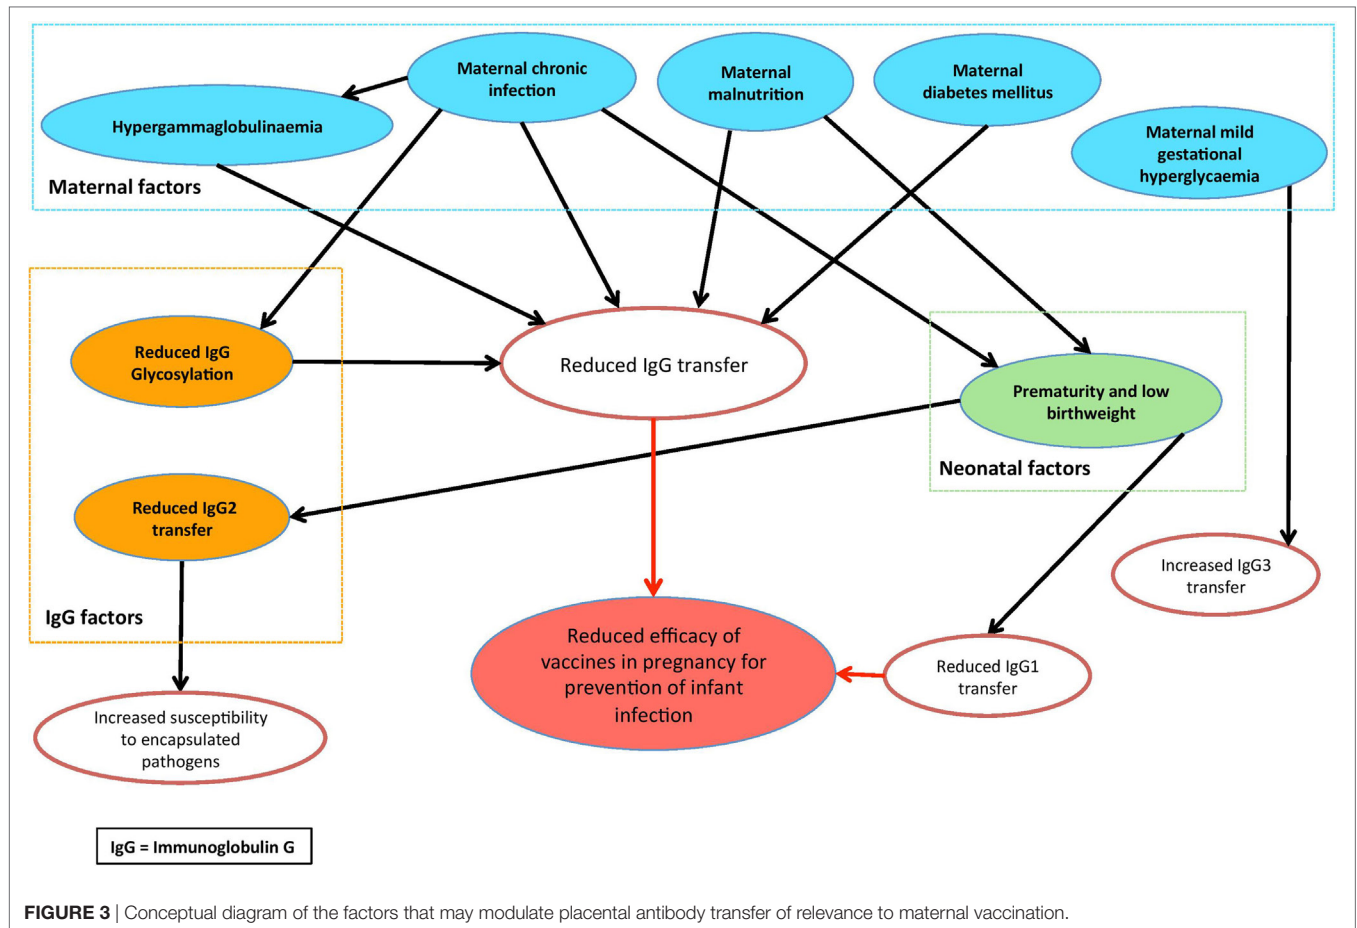 Maternal chronic
infection
Maternal
malnutrition
Maternal
diabetes mellitus
Hypergammaglobulinaemia
Maternal mild
gestational
hyperglycaemia
Maternal factors
Reduced IgG
Glycosylation
Reduced IgG transfer
Prematurity and low
birthweight
Neonatal factors
Reduced IgG2
transfer
IgG factors
Increased IgG3
transfer
Reduced efficacy of
vaccines in pregnancy for
prevention of infant
infection
Reduced IgG1
transfer
Increased susceptibility
to encapsulated
pathogens
IgG = Immunoglobulin G
FIGURE 3 | Conceptual diagram of the factors that may modulate placental antibody transfer of relevance to maternal vaccination.